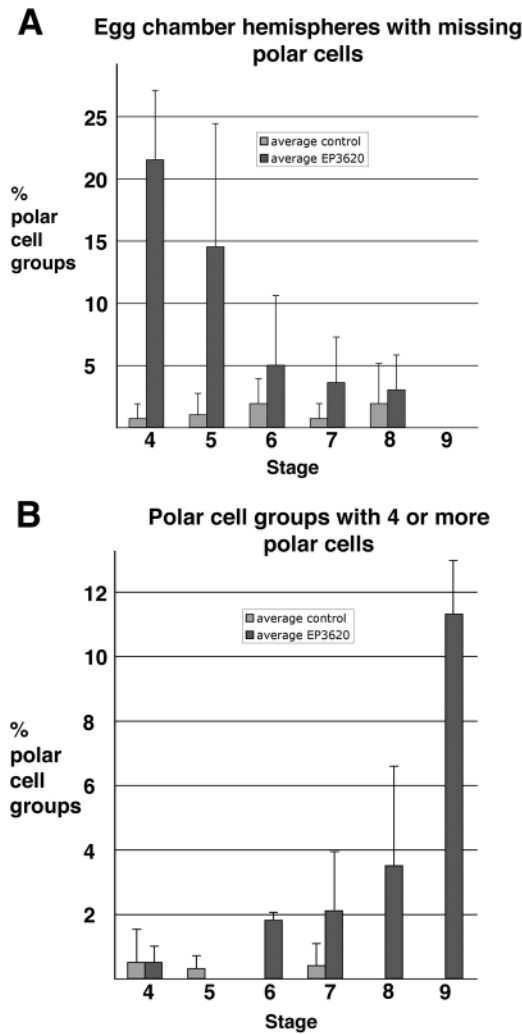 A
Egg chamber hemispheres with missing
polar cells
25
20
15
10
5
%
polar
cell
groups
average control
average EP3620
4 5 6 7 8 9
Stage
B
Polar cell groups with 4 or more
polar cells
12
10
8
6
4
2
%
polar
cell
groups
average control
average EP3620
4 5 6 7 8 9
Stage